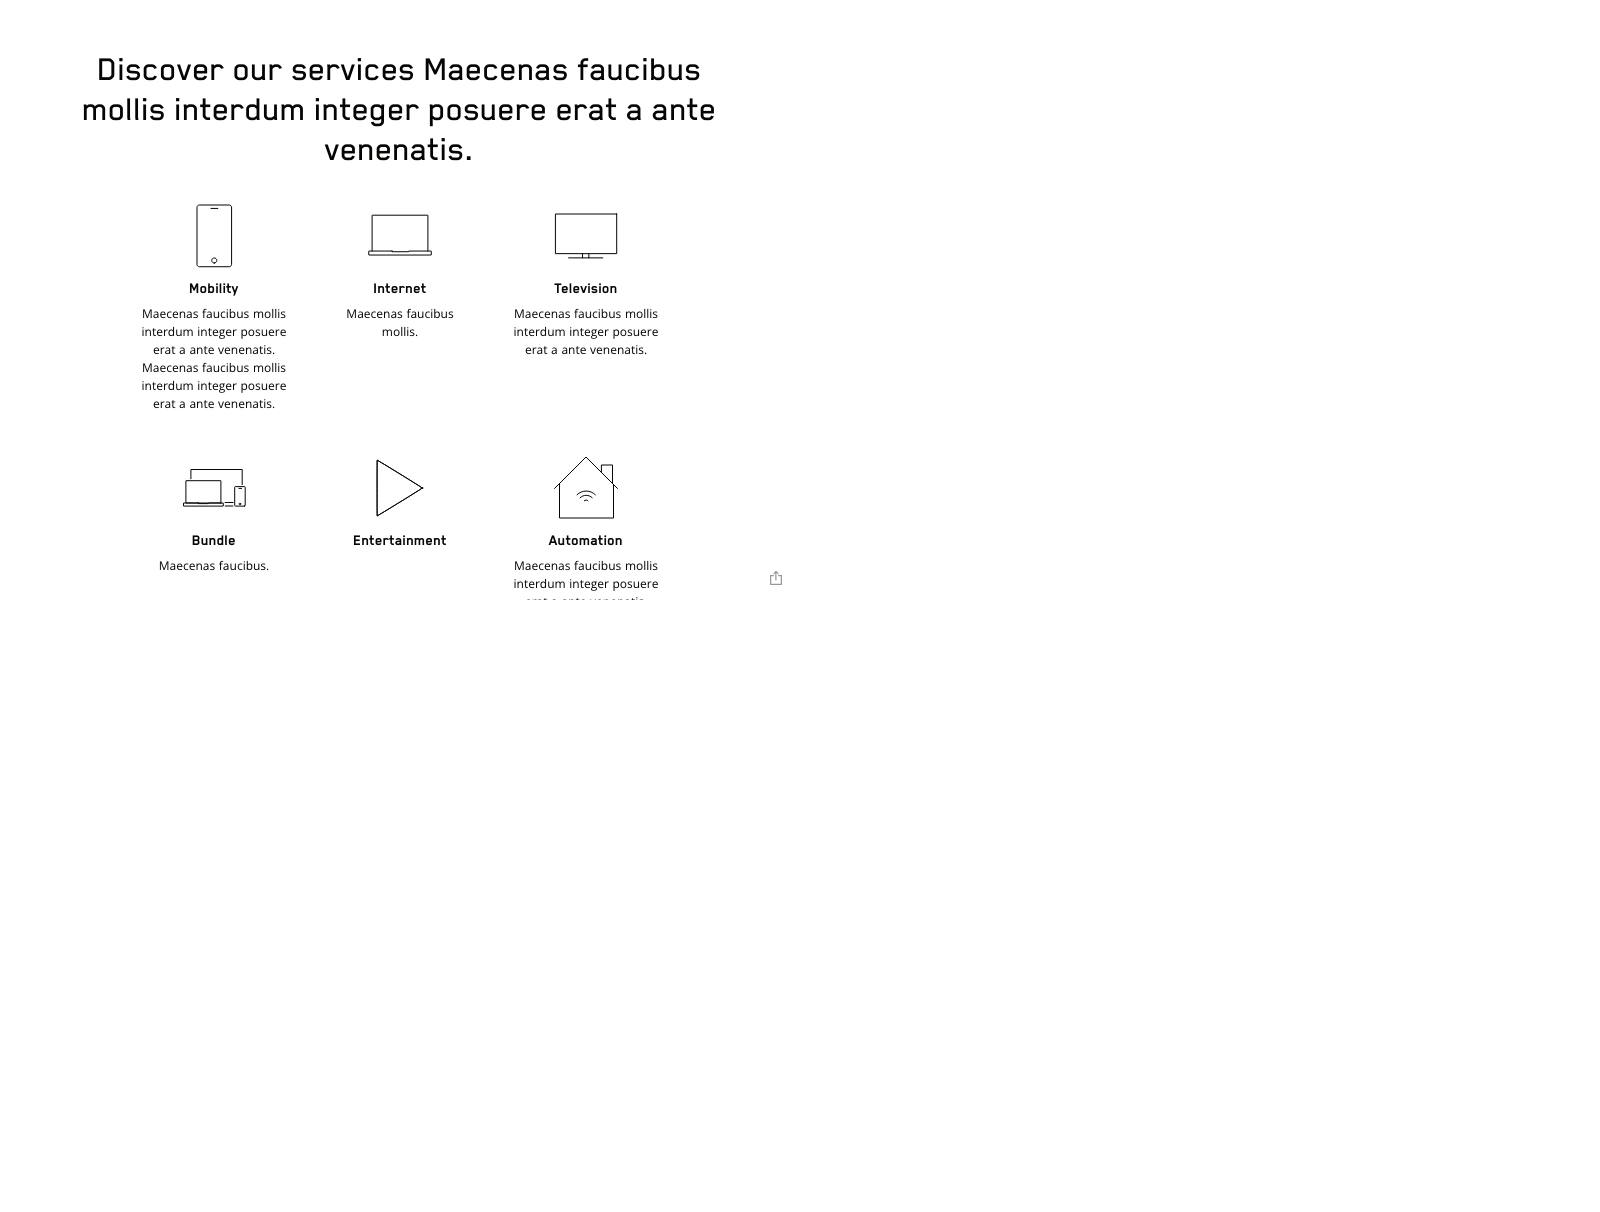 Discover our services Maecenas faucibus
mollis interdum integer posuere erat a ante
venenatis.
Mobility
Maecenas faucibus mollis
interdum integer posuere
erat a ante venenatis.
Maecenas faucibus mollis
interdum integer posuere
erat a ante venenatis.
Internet
Maecenas faucibus
mollis.
Television
Maecenas faucibus mollis
interdum integer posuere
erat a ante venenatis.
Bundle
Maecenas faucibus.
Entertainment
Automation
Maecenas faucibus mollis
interdum integer posuere